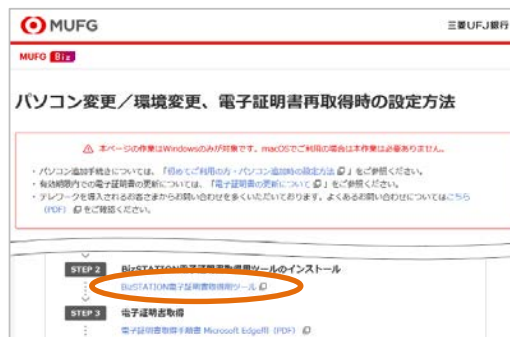 MUFG
三菱UFJ銀行
MUFG Biz
パソコン変更／環境変更、電子証明書再取得時の設定方法
本ページの作業はWindowsのみが対象です。macOSでご利用の場合は本作業は必要ありません。
・パソコン追加手続きについては、「初めてご利用の方・パソコン追加時の設定方法」をご参照ください。
・有効期限内での電子証明書の更新については、「電子証明書の更新について」をご参照ください。
・テレワークを導入されるお客さまからお問い合わせを多くいただいております。よくあるお問い合わせについてはこちら
（PDF）をご確認ください。
STEP 2 BizSTATION電子証明書取得用ツールのインストール
BizSTATION電子証明書取得用ツール
STEP 3 電子証明書取得
電子証明書取得手順書 Microsoft Edge用（PDF）